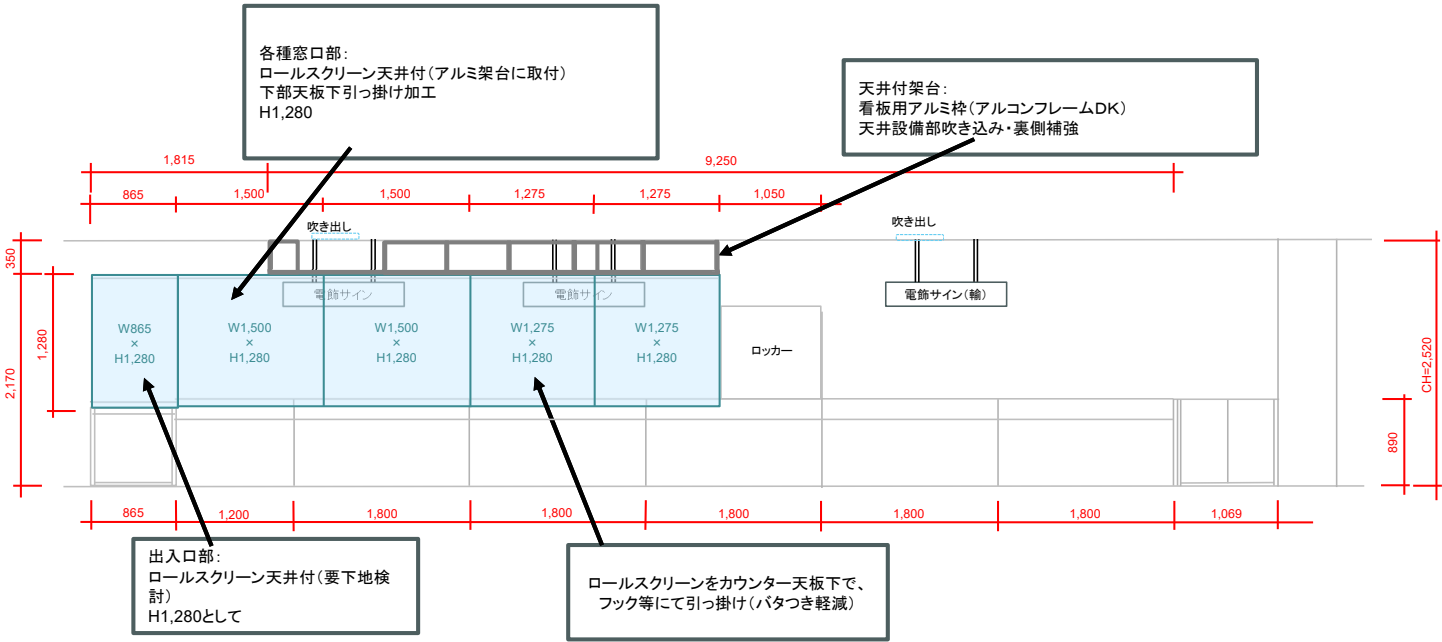 各種窓口部:
ロールスクリーン天井付(アルミ架台に取付)
下部天板下引っ掛け加工
H1,280
天井付架台:
看板用アルミ枠(アルコンフレームDK)
天井設備部吹き込み・裏側補強
1,815
9,250
865
1,500
1,500
1,275
1,275
1,050
吹き出し
吹き出し
350
電飾サイン
電飾サイン
電飾サイン(輸)
W865
×
H1,280
W1,500
×
H1,280
W1,500
×
H1,280
W1,275
×
H1,280
W1,275
×
H1,280
ロッカー
1,280
2,170
CH=2,520
890
865
1,200
1,800
1,800
1,800
1,800
1,800
1,069
出入口部:
ロールスクリーン天井付(要下地検
討)
H1,280として
ロールスクリーンをカウンター天板下で、
フック等にて引っ掛け(バタつき軽減)